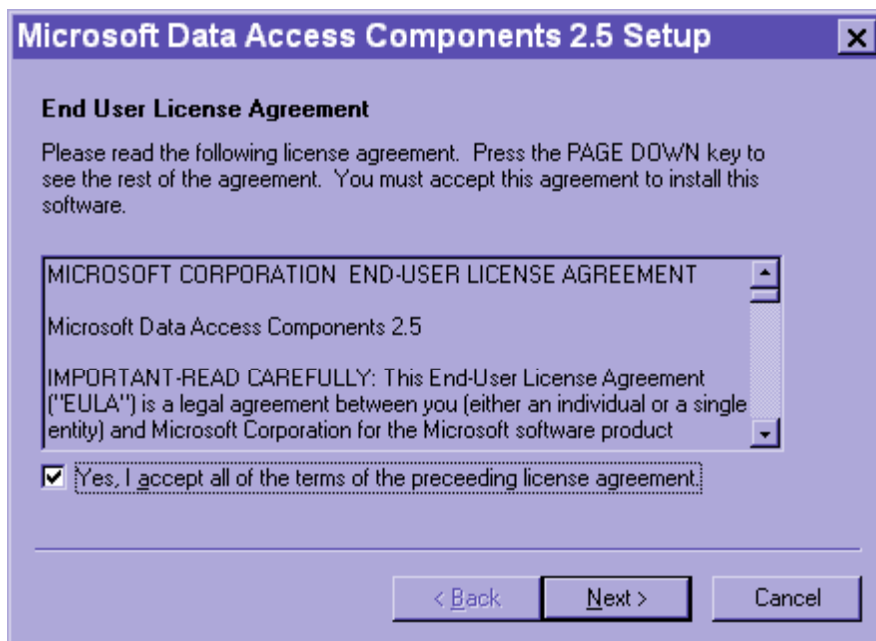 Microsoft Data Access Components 2.5 Setup
End User License Agreement
Please read the following license agreement. Press the PAGE DOWN key to
see the rest of the agreement. You must accept this agreement to install this
software.
MICROSOFT CORPORATION END-USER LICENSE AGREEMENT
Microsoft Data Access Components 2.5
IMPORTANT-READ CAREFULLY: This End-User License Agreement
("EULA") is a legal agreement between you (either an individual or a single
entity) and Microsoft Corporation for the Microsoft software product
Yes, I accept all of the terms of the preceeding license agreement.
< Back Next > Cancel